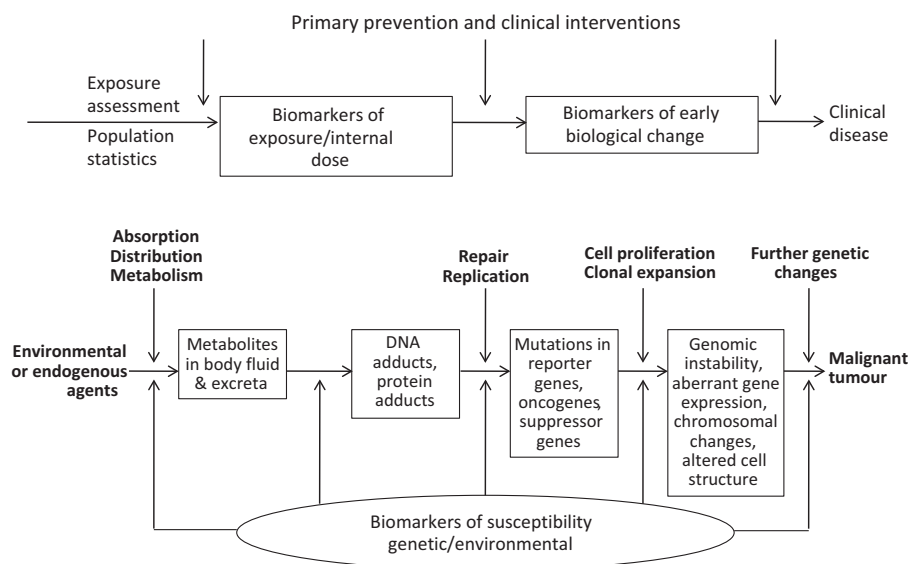 Primary prevention and clinical interventions
Exposure
assessment
Population
statistics
Biomarkers of
exposure/internal
dose
Biomarkers of early
biological change
Clinical
disease
Absorption
Distribution
Metabolism
Repair
Replication
Cell proliferation
Clonal expansion
Further genetic
changes
Environmental
or endogenous
agents
Metabolites
in body fluid
& excreta
DNA
adducts,
protein
adducts
Mutations in
reporter
genes,
oncogenes,
suppressor
genes
Genomic
instability,
aberrant gene
expression,
chromosomal
changes,
altered cell
structure
Malignant
tumour
Biomarkers of susceptibility
genetic/environmental